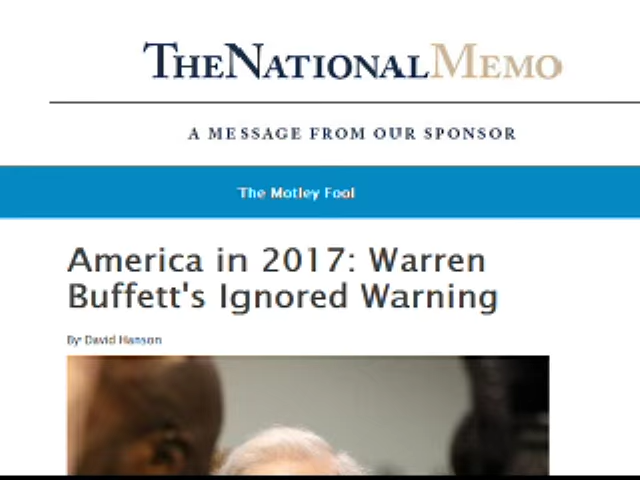 THENATIONALMEMO
A MESSAGE FROM OUR SPONSOR
The Motley Fool
America in 2017: Warren
Buffett's Ignored Warning
By David Hanson